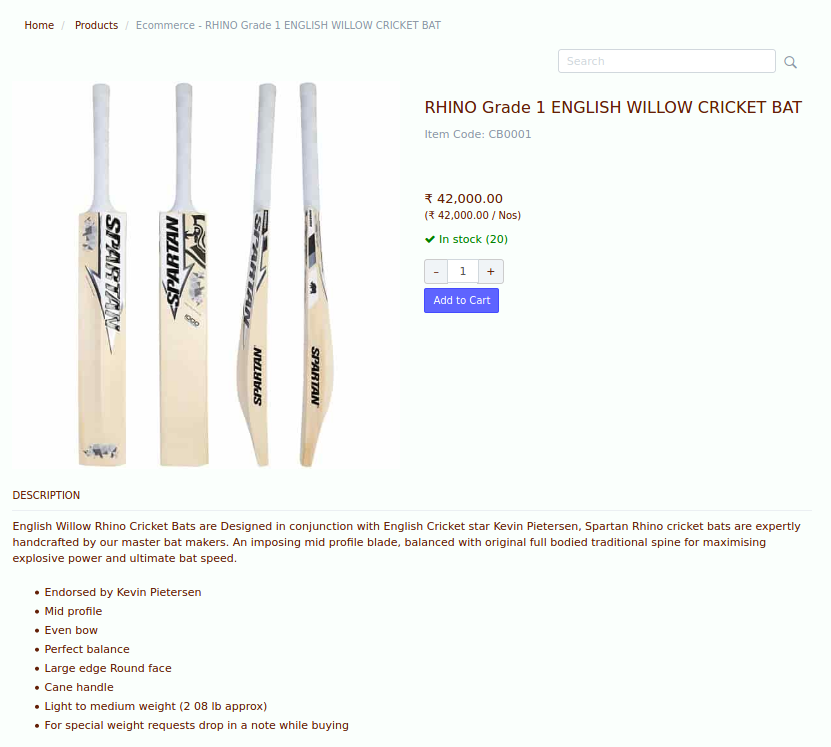 Home / Products / Ecommerce - RHINO Grade 1 ENGLISH WILLOW CRICKET BAT
Search
RHINO Grade 1 ENGLISH WILLOW CRICKET BAT
Item Code: CB0001
₹ 42,000.00
(₹ 42,000.00 / Nos)
In stock (20)
- 1 +
Add to Cart
SPARTAN
SPARTAN
1000
SPARTAN
SPARTAN
SPARTAN
DESCRIPTION
English Willow Rhino Cricket Bats are Designed in conjunction with English Cricket star Kevin Pietersen, Spartan Rhino cricket bats are expertly
handcrafted by our master bat makers. An imposing mid profile blade, balanced with original full bodied traditional spine for maximising
explosive power and ultimate bat speed.
• Endorsed by Kevin Pietersen
• Mid profile
• Even bow
• Perfect balance
• Large edge Round face
• Cane handle
• Light to medium weight (2 08 lb approx)
• For special weight requests drop in a note while buying